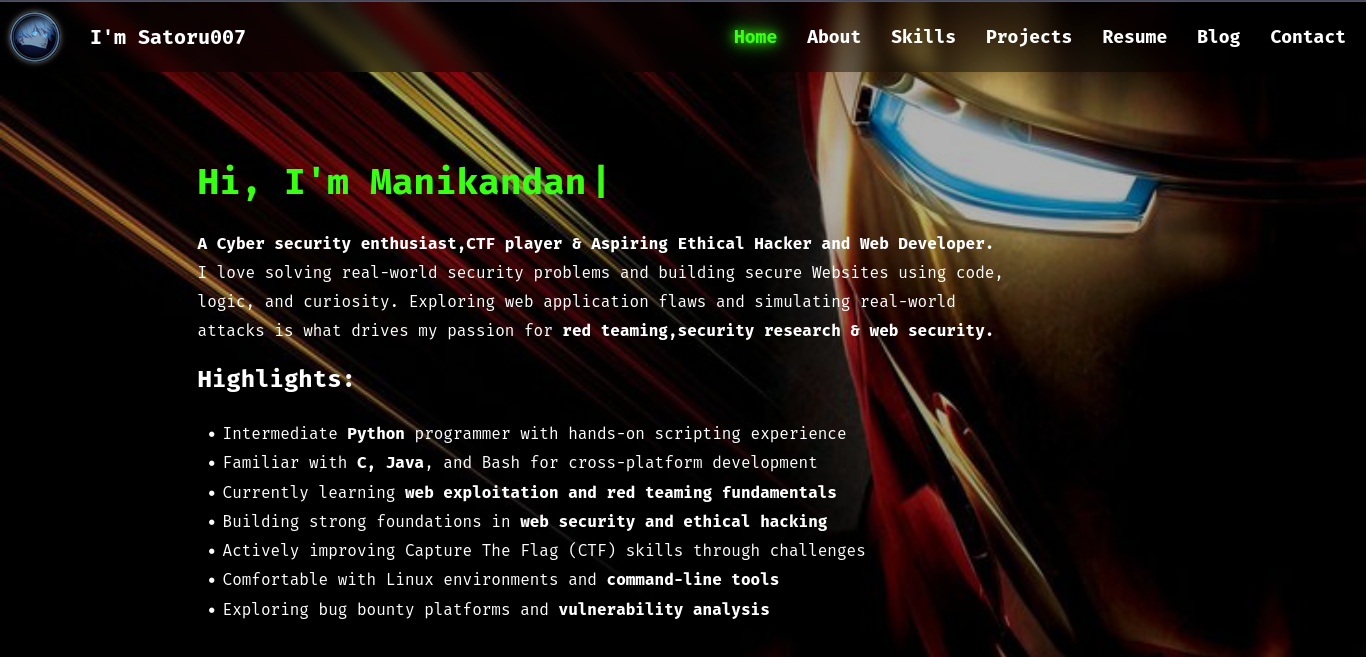 I'm Satoru007
Home About Skills Projects Resume Blog Contact
Hi, I'm Manikandan|
A Cyber security enthusiast,CTF player & Aspiring Ethical Hacker and Web Developer.
I love solving real-world security problems and building secure Websites using code,
logic, and curiosity. Exploring web application flaws and simulating real-world
attacks is what drives my passion for red teaming,security research & web security.
Highlights:
• Intermediate Python programmer with hands-on scripting experience
• Familiar with C, Java, and Bash for cross-platform development
• Currently learning web exploitation and red teaming fundamentals
• Building strong foundations in web security and ethical hacking
• Actively improving Capture The Flag (CTF) skills through challenges
• Comfortable with Linux environments and command-line tools
• Exploring bug bounty platforms and vulnerability analysis